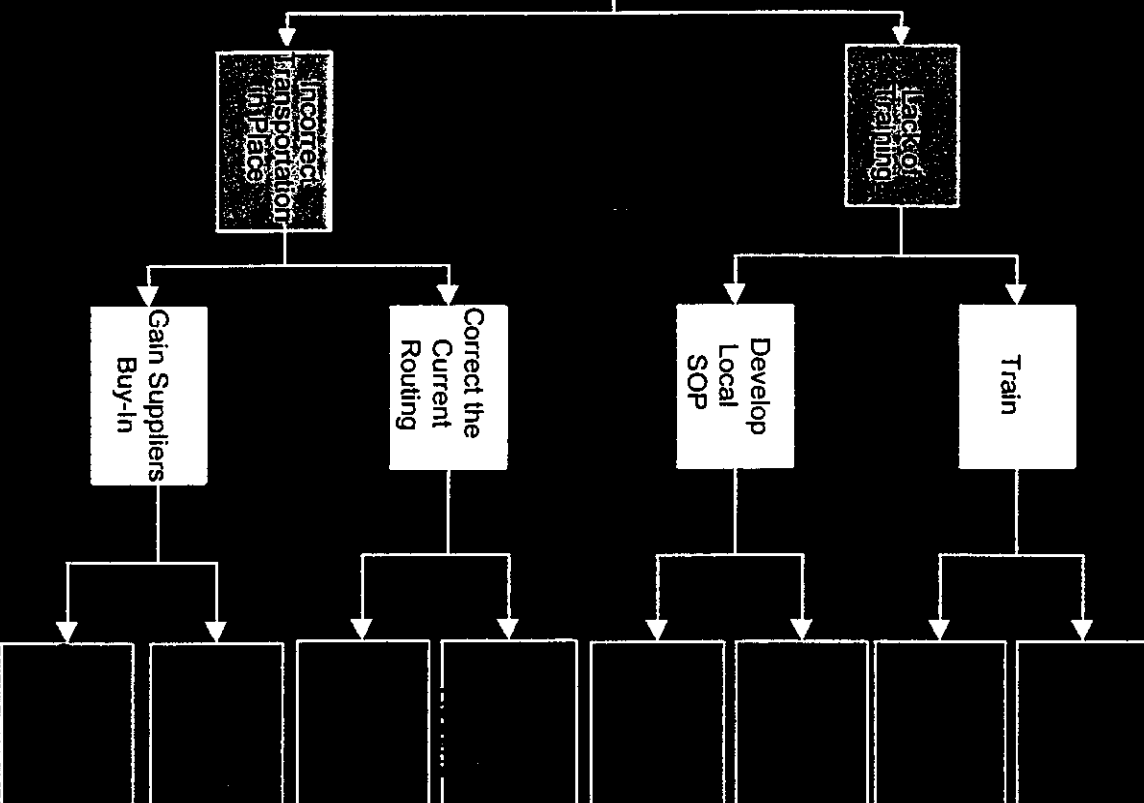 Lack of
Training
Incorrect
Transportation
in Place
Train
Develop
Local
SOP
Correct the
Current
Routing
Gain Suppliers
Buy-In